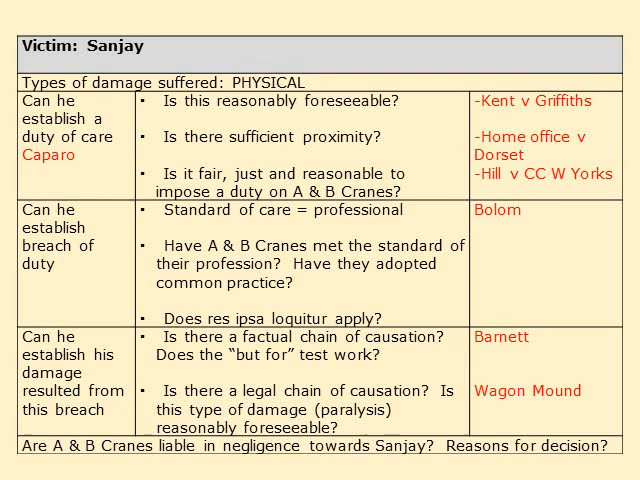 Victim: Sanjay
Types of damage suffered: PHYSICAL
Can he
establish a
duty of care
Caparo
▪ Is this reasonably foreseeable?
▪ Is there sufficient proximity?
▪ Is it fair, just and reasonable to
impose a duty on A & B Cranes?
-Kent v Griffiths
-Home office v
Dorset
-Hill v CC W Yorks
Can he
establish
breach of
duty
▪ Standard of care = professional
▪ Have A & B Cranes met the standard of
their profession? Have they adopted
common practice?
▪ Does res ipsa loquitur apply?
Bolom
Can he
establish his
damage
resulted from
this breach
▪ Is there a factual chain of causation?
Does the “but for” test work?
▪ Is there a legal chain of causation? Is
this type of damage (paralysis)
reasonably foreseeable?
Barnett
Wagon Mound
Are A & B Cranes liable in negligence towards Sanjay? Reasons for decision?